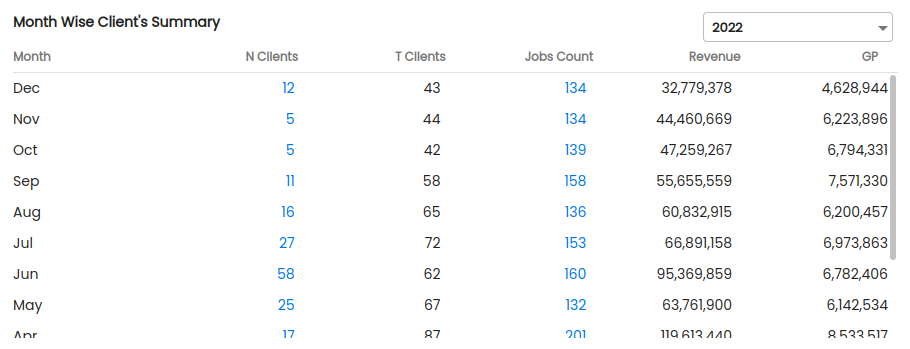 Month Wise Client's Summary
2022
Month N Clients T Clients Jobs Count Revenue GP
Dec 12 43 134 32,779,378 4,628,944
Nov 5 44 134 44,460,669 6,223,896
Oct 5 42 139 47,259,267 6,794,331
Sep 11 58 158 55,655,559 7,571,330
Aug 16 65 136 60,832,915 6,200,457
Jul 27 72 153 66,891,158 6,973,863
Jun 58 62 160 95,369,859 6,782,406
May 25 67 132 63,761,900 6,142,534
Apr 17 87 201 119,613,440 8,533,517